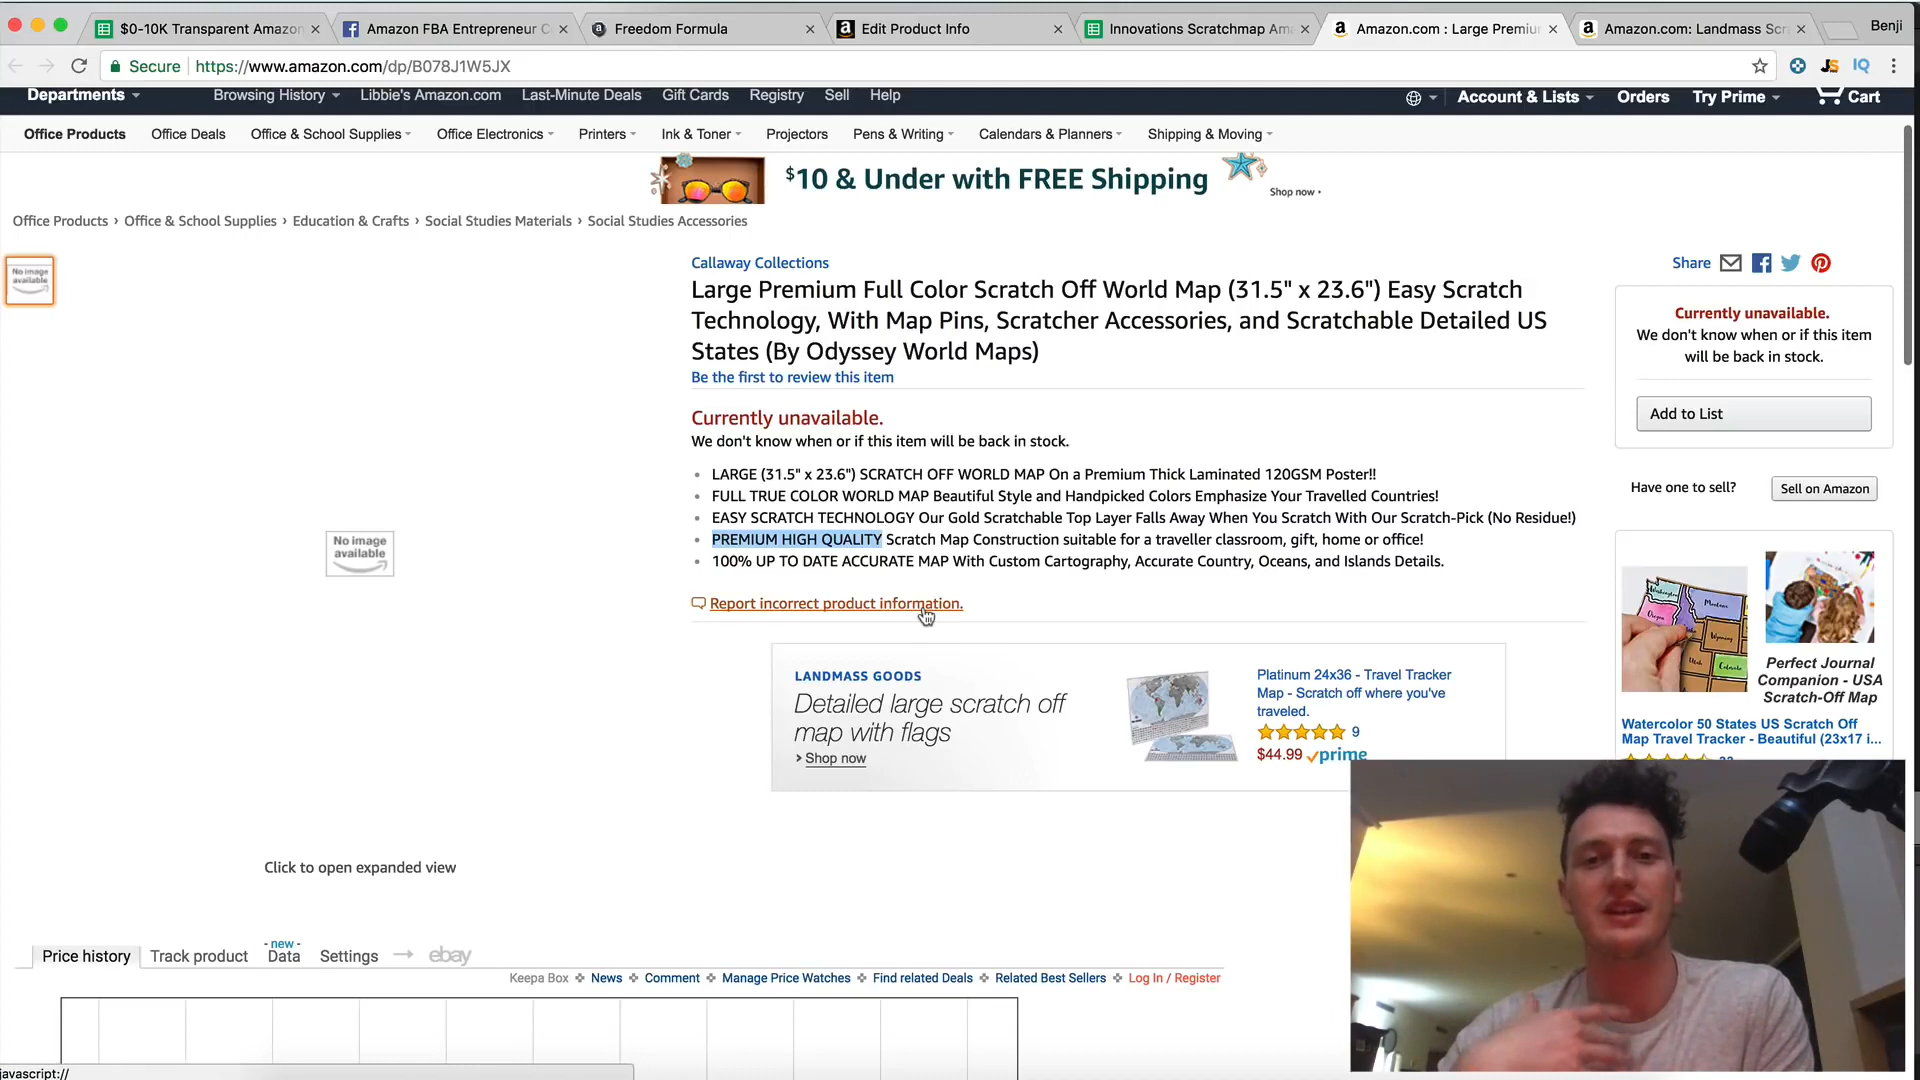 $0-10K Transparent Amazon
Amazon FBA Entrepreneur C
Freedom Formula
Edit Product Info
Innovations Scratchmap Ama
Amazon.com : Large Premiu
Amazon.com: Landmass Scr
Benji
Secure
https://www.amazon.com/dp/B078J1W5JX
JS
IQ
Departments
Browsing History
Libbie's Amazon.com
Last-Minute Deals
Gift Cards
Registry
Sell
Help
Account & Lists
Orders
Try Prime
Cart
Office Products
Office Deals
Office & School Supplies
Office Electronics
Printers
Ink & Toner
Projectors
Pens & Writing
Calendars & Planners
Shipping & Moving
$10 & Under with FREE Shipping
Shop now ›
Office Products › Office & School Supplies › Education & Crafts › Social Studies Materials › Social Studies Accessories
No image
available
Callaway Collections
Large Premium Full Color Scratch Off World Map (31.5" x 23.6") Easy Scratch
Technology, With Map Pins, Scratcher Accessories, and Scratchable Detailed US
States (By Odyssey World Maps)
Be the first to review this item
Currently unavailable.
We don't know when or if this item will be back in stock.
• LARGE (31.5" x 23.6") SCRATCH OFF WORLD MAP On a Premium Thick Laminated 120GSM Poster!!
• FULL TRUE COLOR WORLD MAP Beautiful Style and Handpicked Colors Emphasize Your Travelled Countries!
• EASY SCRATCH TECHNOLOGY Our Gold Scratchable Top Layer Falls Away When You Scratch With Our Scratch-Pick (No Residue!)
• PREMIUM HIGH QUALITY Scratch Map Construction suitable for a traveller classroom, gift, home or office!
• 100% UP TO DATE ACCURATE MAP With Custom Cartography, Accurate Country, Oceans, and Islands Details.
Report incorrect product information.
No image
available
Click to open expanded view
LANDMASS GOODS
Detailed large scratch off
map with flags
› Shop now
Platinum 24x36 - Travel Tracker
Map - Scratch off where you've
traveled.
9
$44.99 prime
Share
Currently unavailable.
We don't know when or if this item
will be back in stock.
Add to List
Have one to sell?
Sell on Amazon
Washington
Montana
Oregon
Wyoming
Utah
Colorado
Perfect Journal
Companion - USA
Scratch-Off Map
Watercolor 50 States US Scratch Off
Map Travel Tracker - Beautiful (23x17 i...
Price history
Track product
- new -
Data
Settings
ebay
Keepa Box
News
Comment
Manage Price Watches
Find related Deals
Related Best Sellers
Log In / Register
javascript://